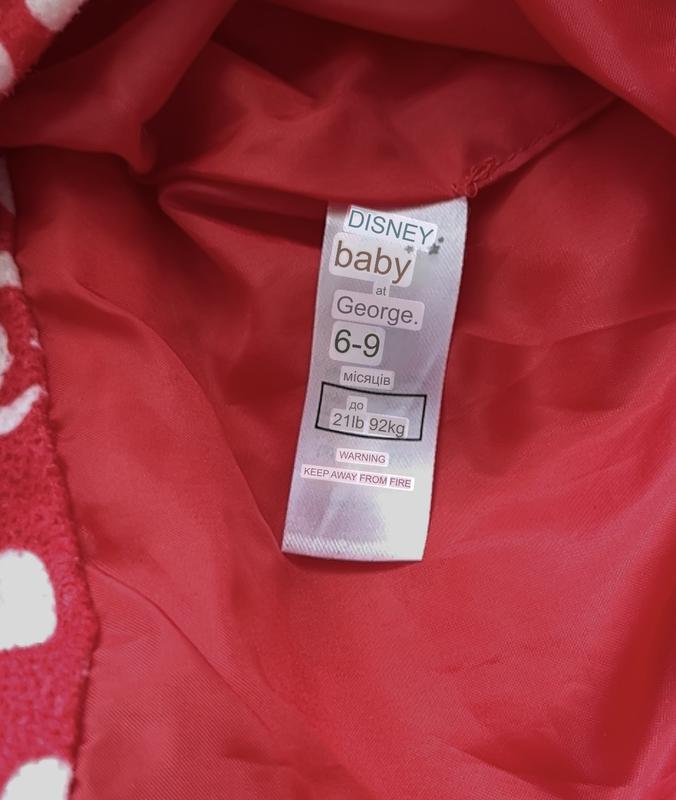 DISNEY
baby
at
George.
6-9
місяців
до
21lb 92kg
WARNING
KEEP AWAY FROM FIRE